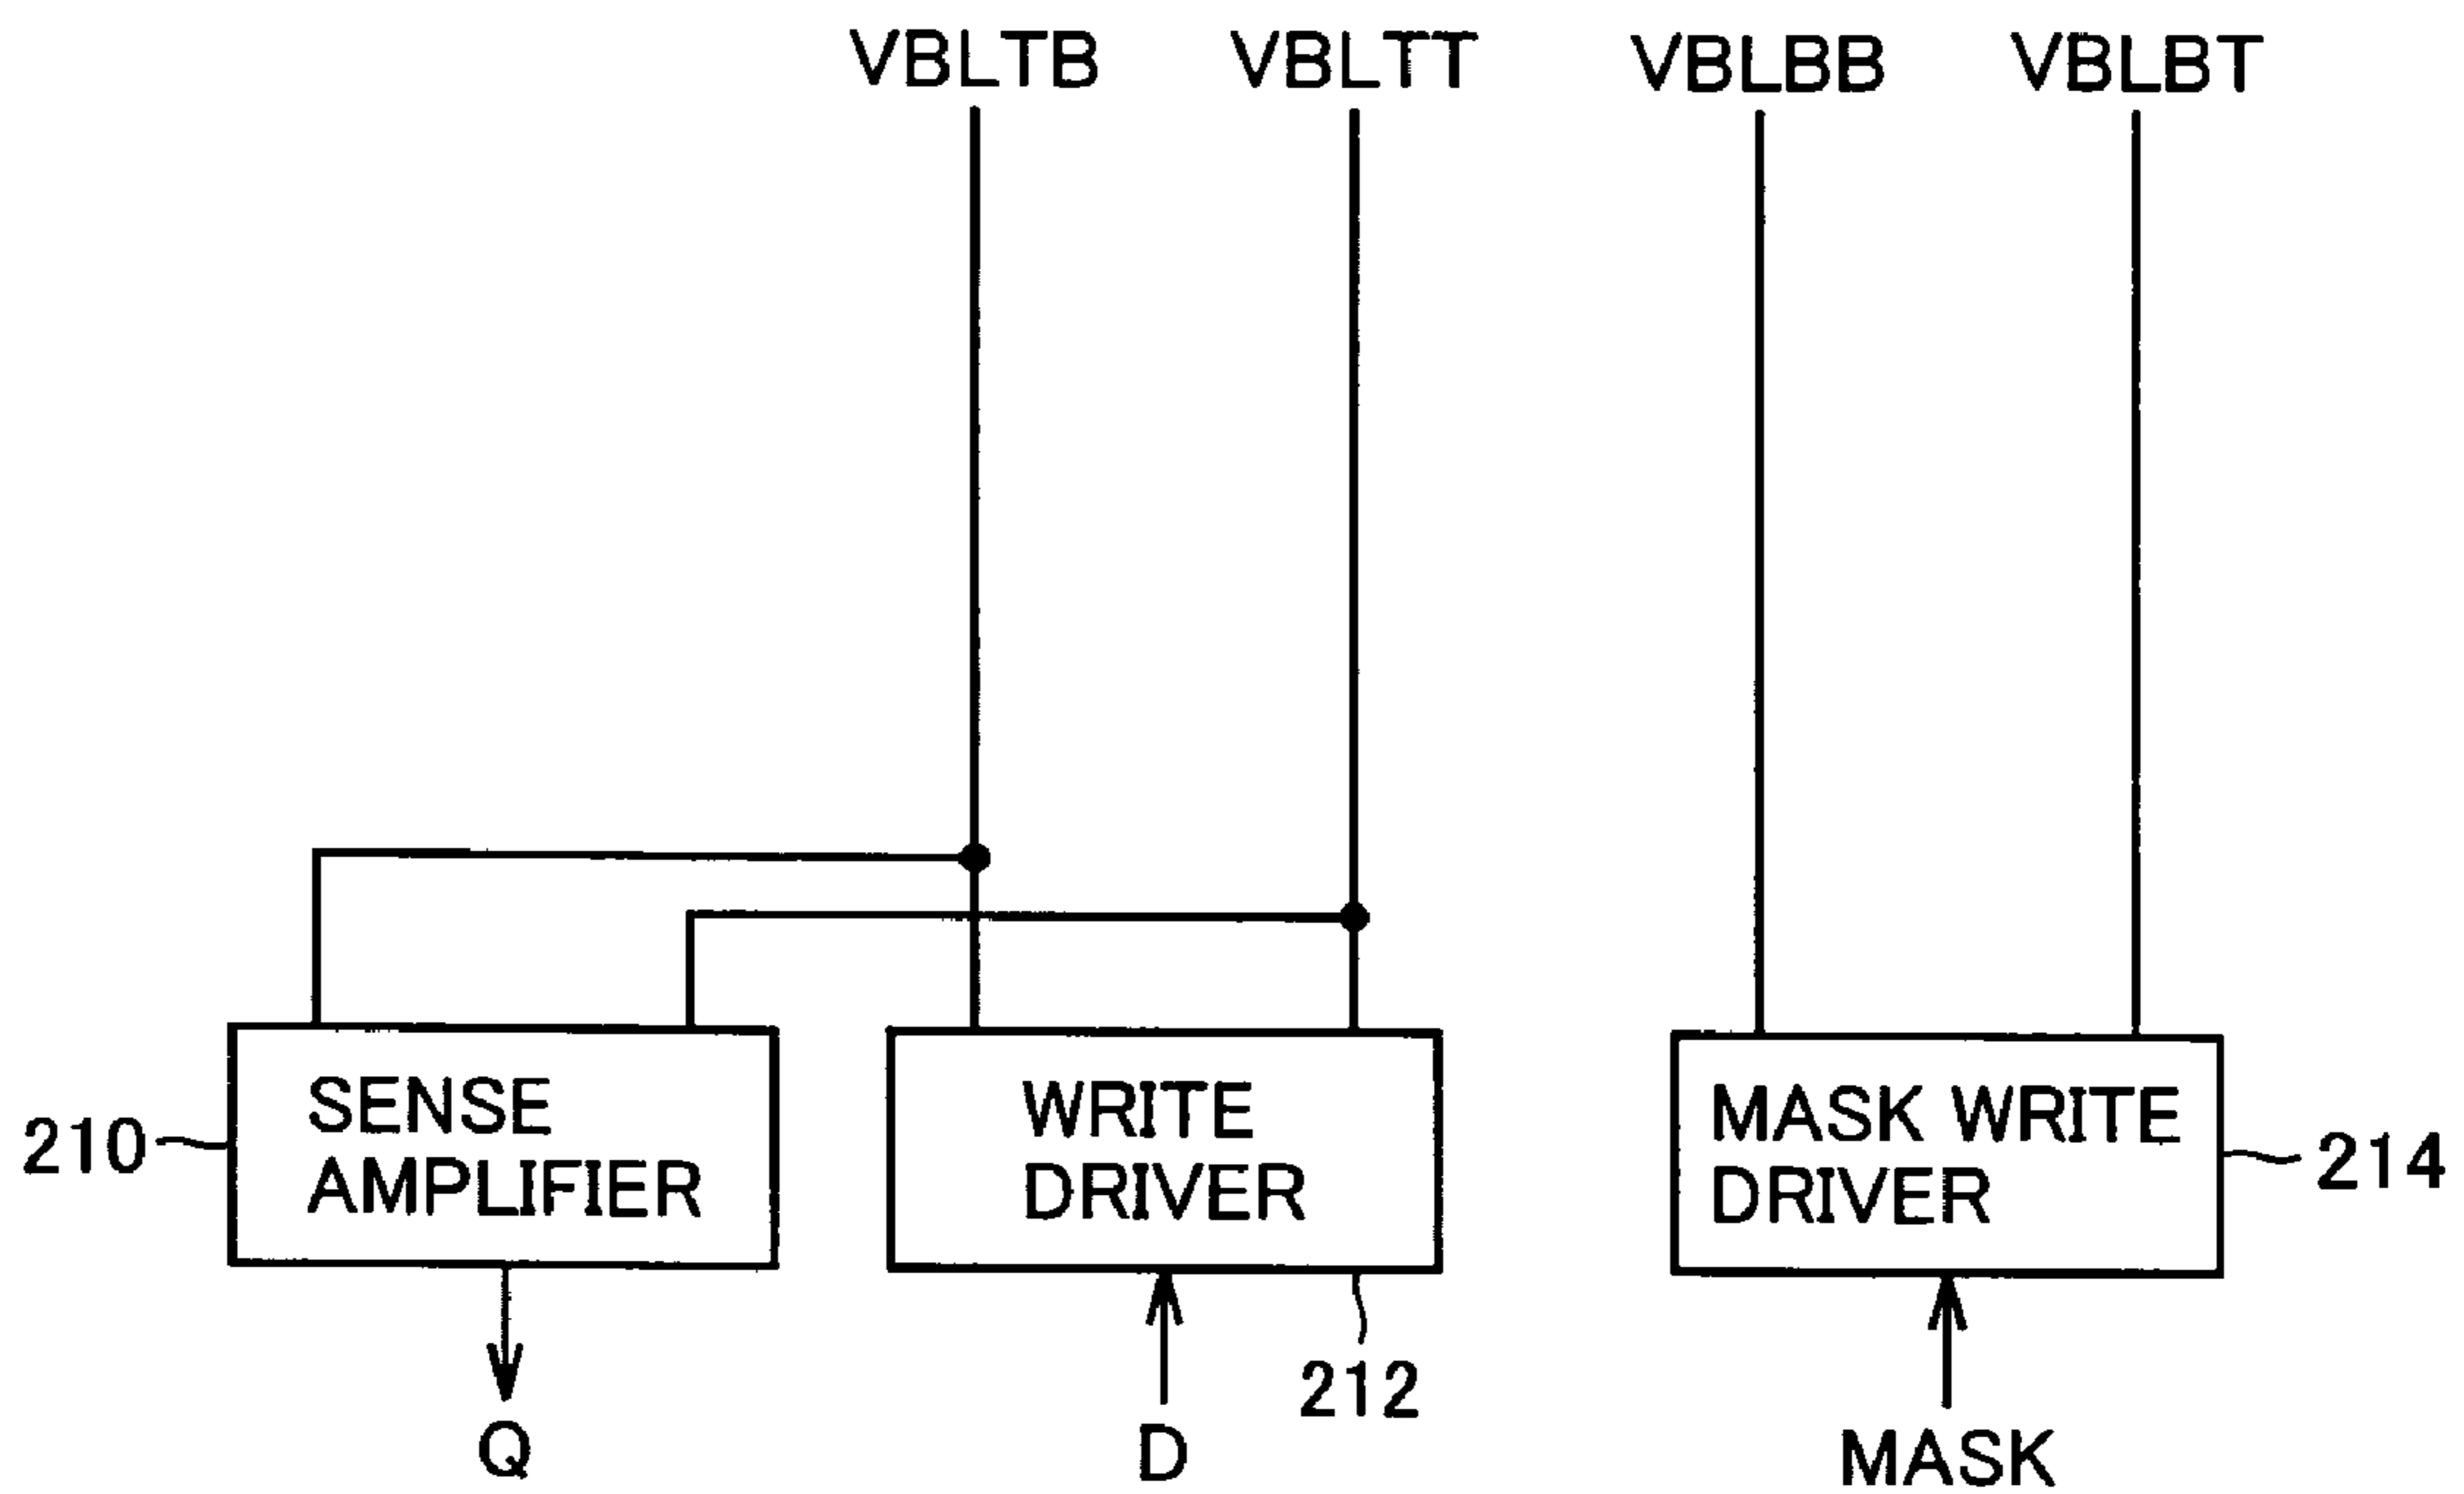 VBLTB VBLTT VBLBB VBLBT
SENSE
AMPLIFIER
WRITE
DRIVER
MASK WRITE
DRIVER
210
214
212
Q
D
MASK